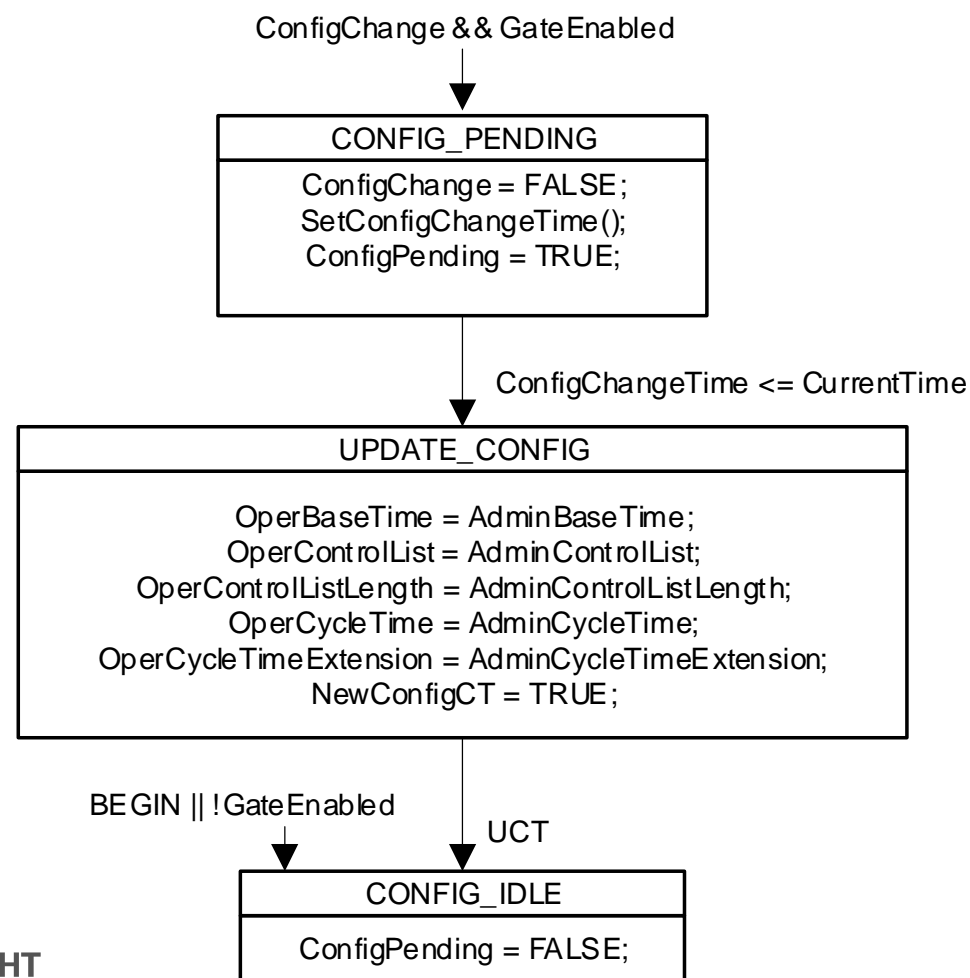 ConfigChange && GateEnabled
CONFIG_PENDING
ConfigChange = FALSE;
SetConfigChangeTime();
ConfigPending = TRUE;
ConfigChangeTime <= CurrentTime
UPDATE_CONFIG
OperBaseTime = AdminBaseTime;
OperControlList = AdminControlList;
OperControlListLength = AdminControlListLength;
OperCycleTime = AdminCycleTime;
OperCycleTimeExtension = AdminCycleTimeExtension;
NewConfigCT = TRUE;
BEGIN || !GateEnabled
UCT
CONFIG_IDLE
ConfigPending = FALSE;
HT